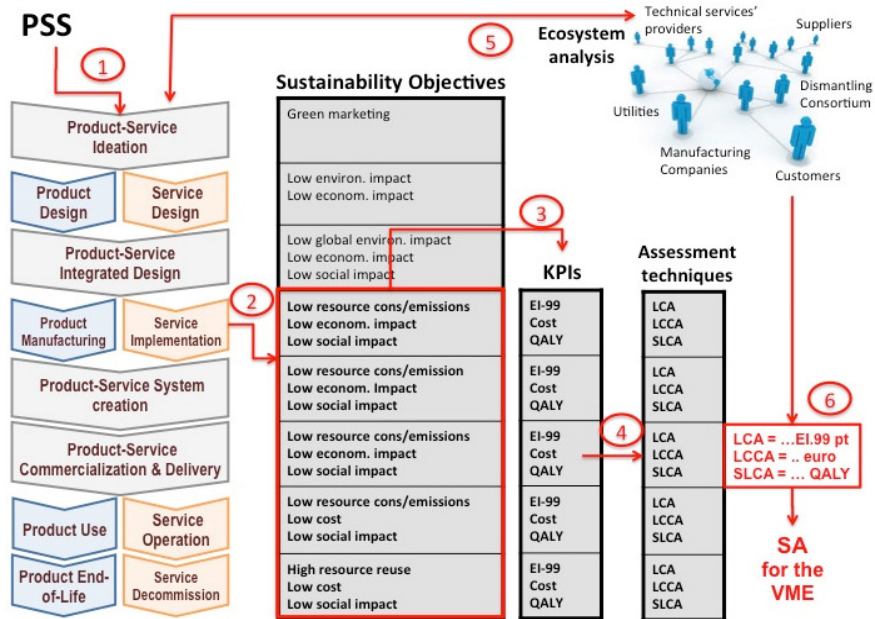 PSS
1
5
Ecosystem
analysis
Technical services'
providers
Suppliers
Dismantling
Consortium
Utilities
Manufacturing
Companies
Customers
Product-Service
Ideation
Product
Design
Service
Design
Product-Service
Integrated Design
Product
Manufacturing
Service
Implementation
Product-Service System
creation
Product-Service
Commercialization & Delivery
Product Use
Service
Operation
Product End-
of-Life
Service
Decommission
2
Sustainability Objectives
Green marketing
Low environ. impact
Low econom. impact
Low global environ. impact
Low econom. impact
Low social impact
Low resource cons/emissions
Low econom. impact
Low social impact
Low resource cons/emission
Low econom. Impact
Low social impact
Low resource cons/emissions
Low econom. impact
Low social impact
Low resource cons/emissions
Low cost
Low social impact
High resource reuse
Low cost
Low social impact
3
KPIs
EI-99
Cost
QALY
EI-99
Cost
QALY
EI-99
Cost
QALY
EI-99
Cost
QALY
EI-99
Cost
QALY
4
Assessment
techniques
LCA
LCCA
SLCA
LCA
LCCA
SLCA
LCA
LCCA
SLCA
LCA
LCCA
SLCA
LCA
LCCA
SLCA
6
LCA = ...EI.99 pt
LCCA = .. euro
SLCA = ... QALY
SA
for the
VME